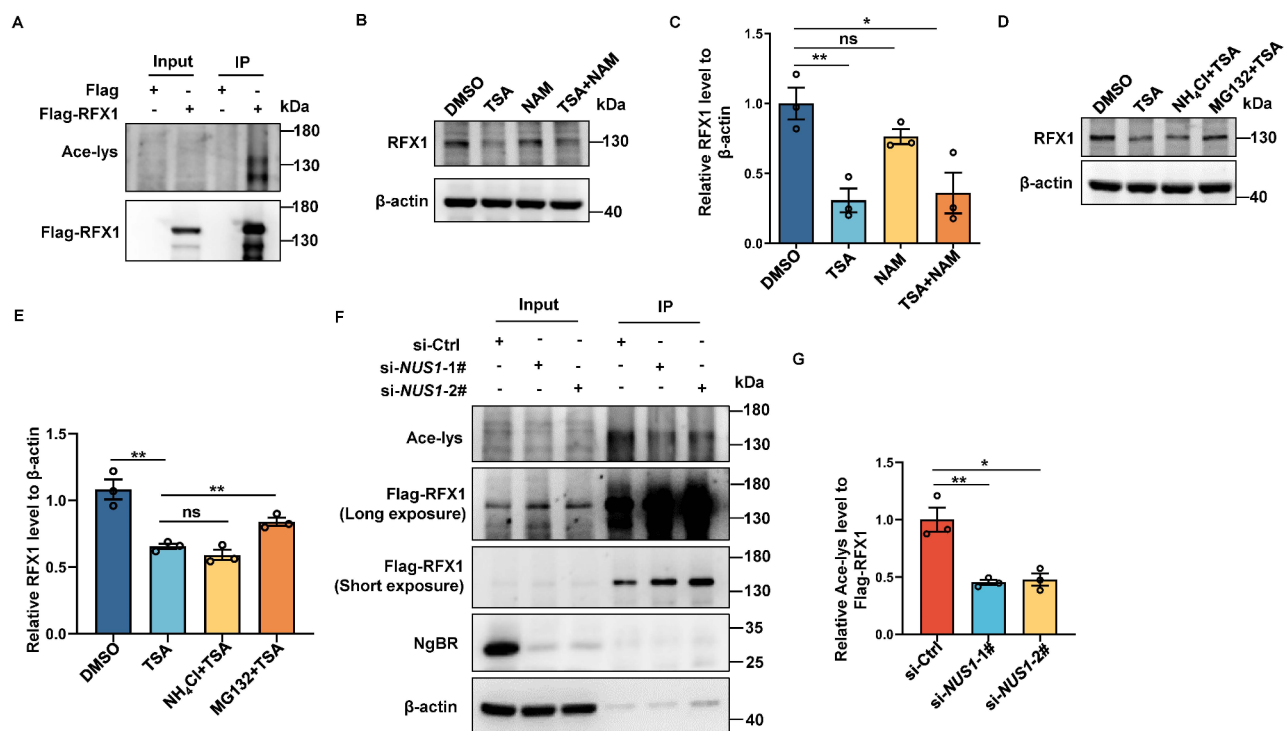 A
Input IP
Flag + - + -
Flag-RFX1 - + - + kDa
Ace-lys
180
130
Flag-RFX1
180
130
B
DMSO TSA NAM TSA+NAM
kDa
RFX1
130
β-actin
40
C
Relative RFX1 level to
β-actin
1.5
1.0
0.5
0.0
*
ns
**
DMSO TSA NAM TSA+NAM
D
DMSO TSA NH4Cl+TSA MG132+TSA
kDa
RFX1
130
β-actin
40
E
Relative RFX1 level to β-actin
1.5
1.0
0.5
0.0
** **
ns
DMSO TSA NH4Cl+TSA MG132+TSA
F
Input IP
si-Ctrl + - - + - -
si-NUS1-1# - + - - + -
si-NUS1-2# - - + - - +
kDa
Ace-lys
180
130
Flag-RFX1
(Long exposure)
180
130
Flag-RFX1
(Short exposure)
180
130
NgBR
35
25
β-actin
40
G
Relative Ace-lys level to
Flag-RFX1
1.5
1.0
0.5
0.0
*
**
si-Ctrl si-NUS1-1# si-NUS1-2#